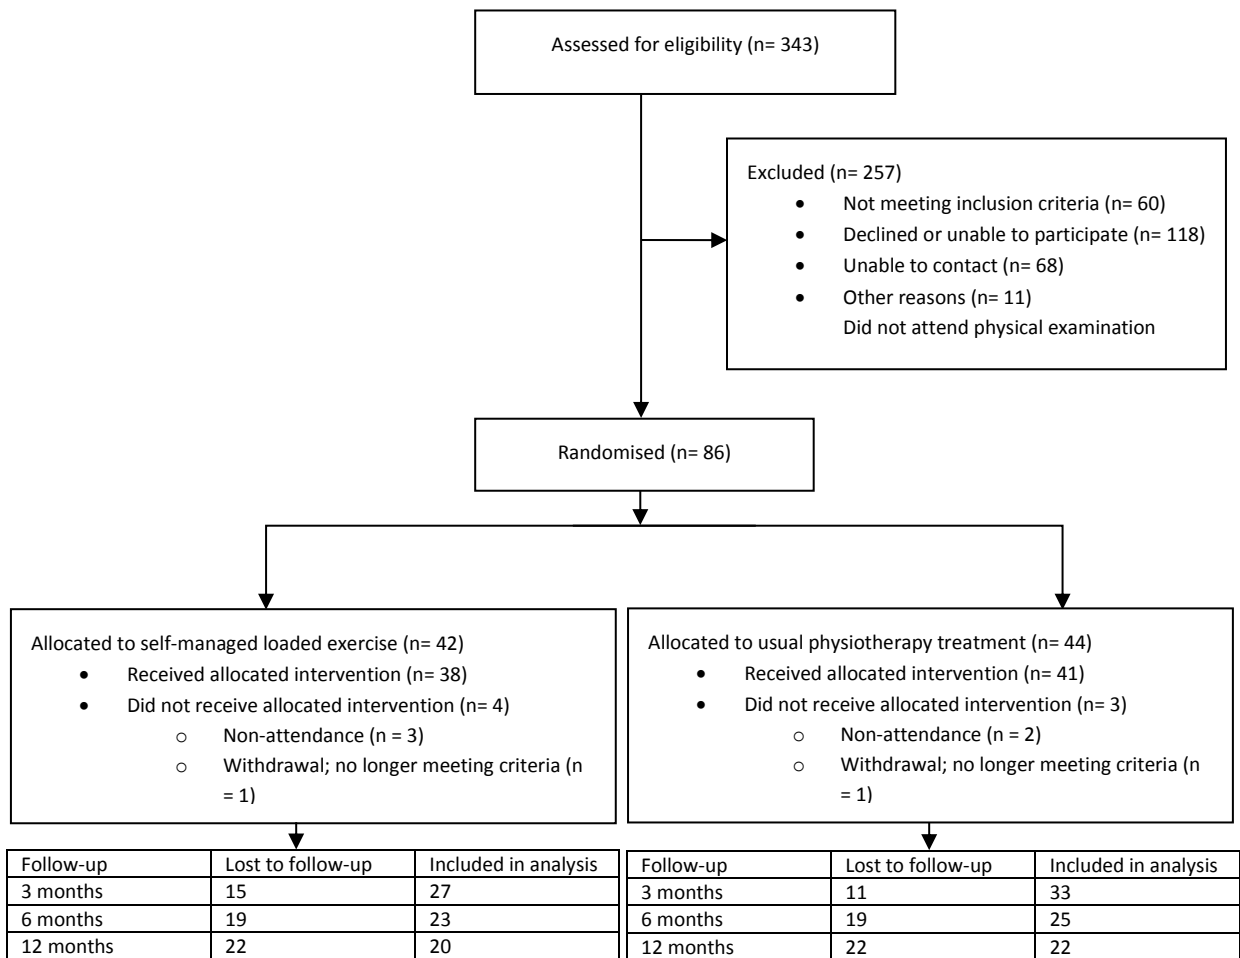 Assessed for eligibility (n= 343)
Excluded (n= 257)
• Not meeting inclusion criteria (n= 60)
• Declined or unable to participate (n= 118)
• Unable to contact (n= 68)
• Other reasons (n= 11)
Did not attend physical examination
Randomised (n= 86)
Allocated to self-managed loaded exercise (n= 42)
• Received allocated intervention (n= 38)
• Did not receive allocated intervention (n= 4)
o Non-attendance (n = 3)
o Withdrawal; no longer meeting criteria (n
= 1)
Allocated to usual physiotherapy treatment (n= 44)
• Received allocated intervention (n= 41)
• Did not receive allocated intervention (n= 3)
o Non-attendance (n = 2)
o Withdrawal; no longer meeting criteria (n
= 1)
Follow-up Lost to follow-up Included in analysis
3 months 15 27
6 months 19 23
12 months 22 20
Follow-up Lost to follow-up Included in analysis
3 months 11 33
6 months 19 25
12 months 22 22